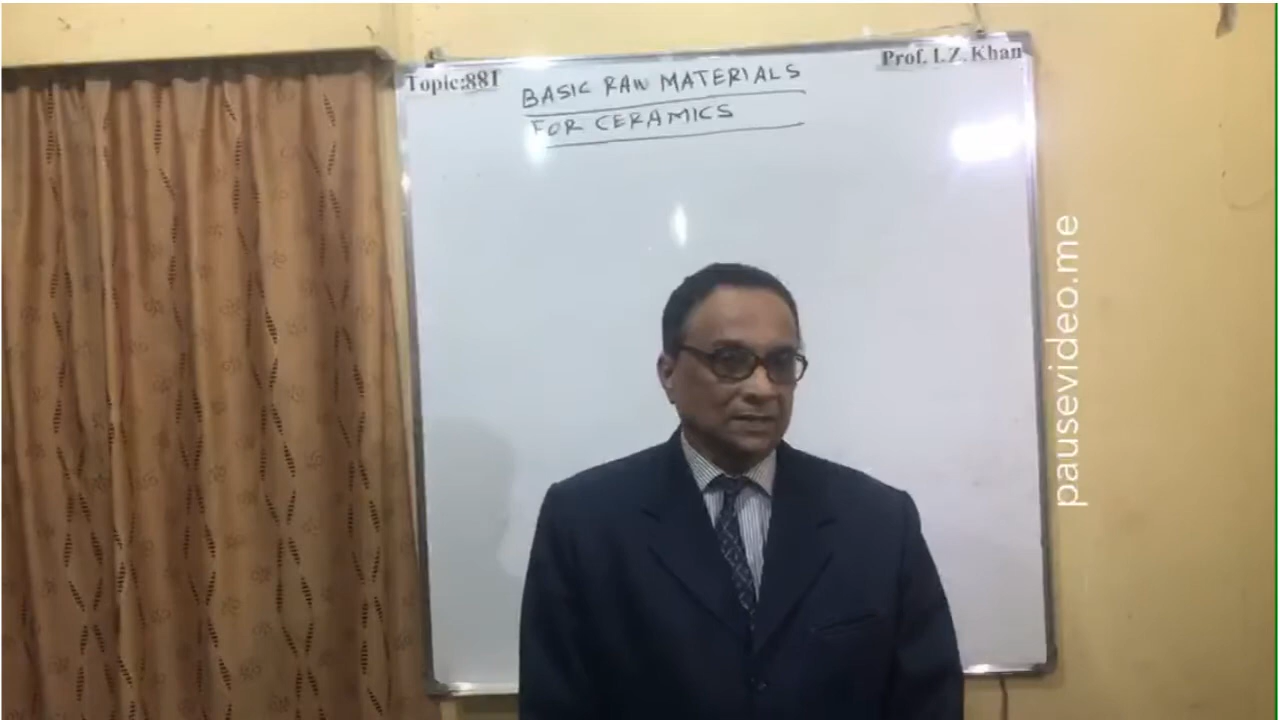 Topic:881
Prof. I.Z. Khan
BASIC RAW MATERIALS
FOR CERAMICS
pausevideo.me